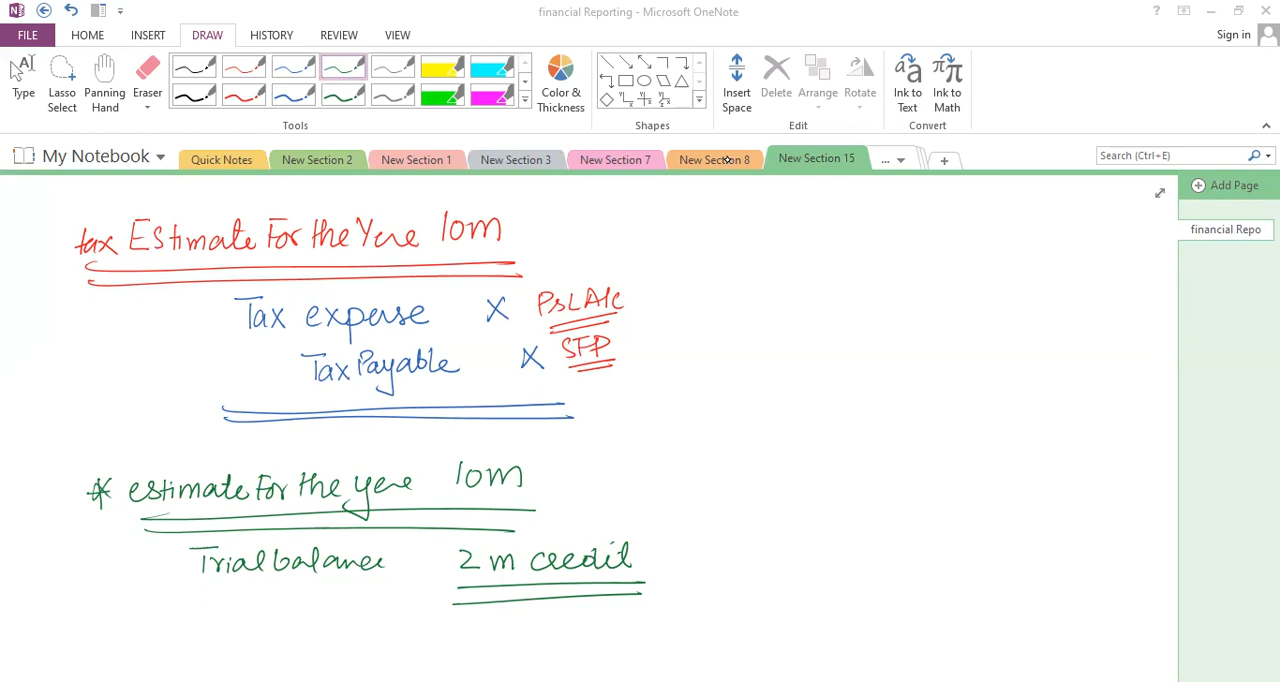 financial Reporting - Microsoft OneNote
Sign in
FILE HOME INSERT DRAW HISTORY REVIEW VIEW
Type
Lasso Select
Panning Hand
Eraser
Color & Thickness
Insert Space
Delete
Arrange
Rotate
Ink to Text
Ink to Math
Tools
Shapes
Edit
Convert
My Notebook
Quick Notes
New Section 2
New Section 1
New Section 3
New Section 7
New Section 8
New Section 15
...
Search (Ctrl+E)
Add Page
financial Repo
tax Estimate For the Yere 10m
Tax expense X PsLA/c
Tax Payable X SFP
* estimate For the yere 10m
Trial balance 2 m credit